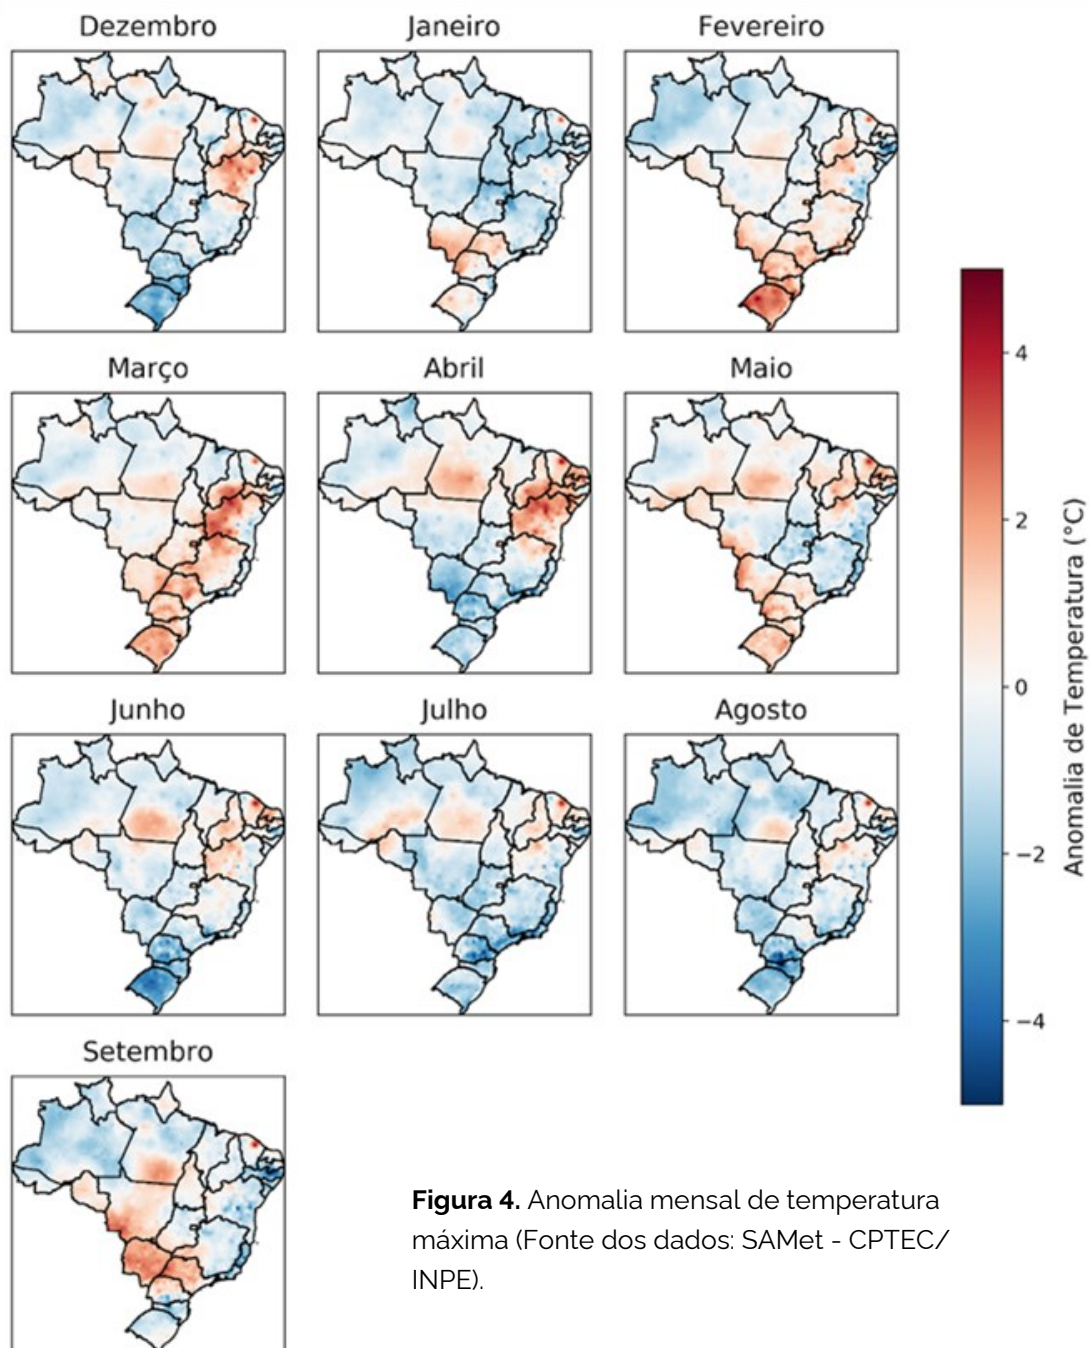 Dezembro
Janeiro
Fevereiro
Março
Abril
Maio
Junho
Julho
Agosto
Setembro
4
2
0
−2
−4
Anomalia de Temperatura (°C)
Figura 4. Anomalia mensal de temperatura
máxima (Fonte dos dados: SAMet - CPTEC/
INPE).